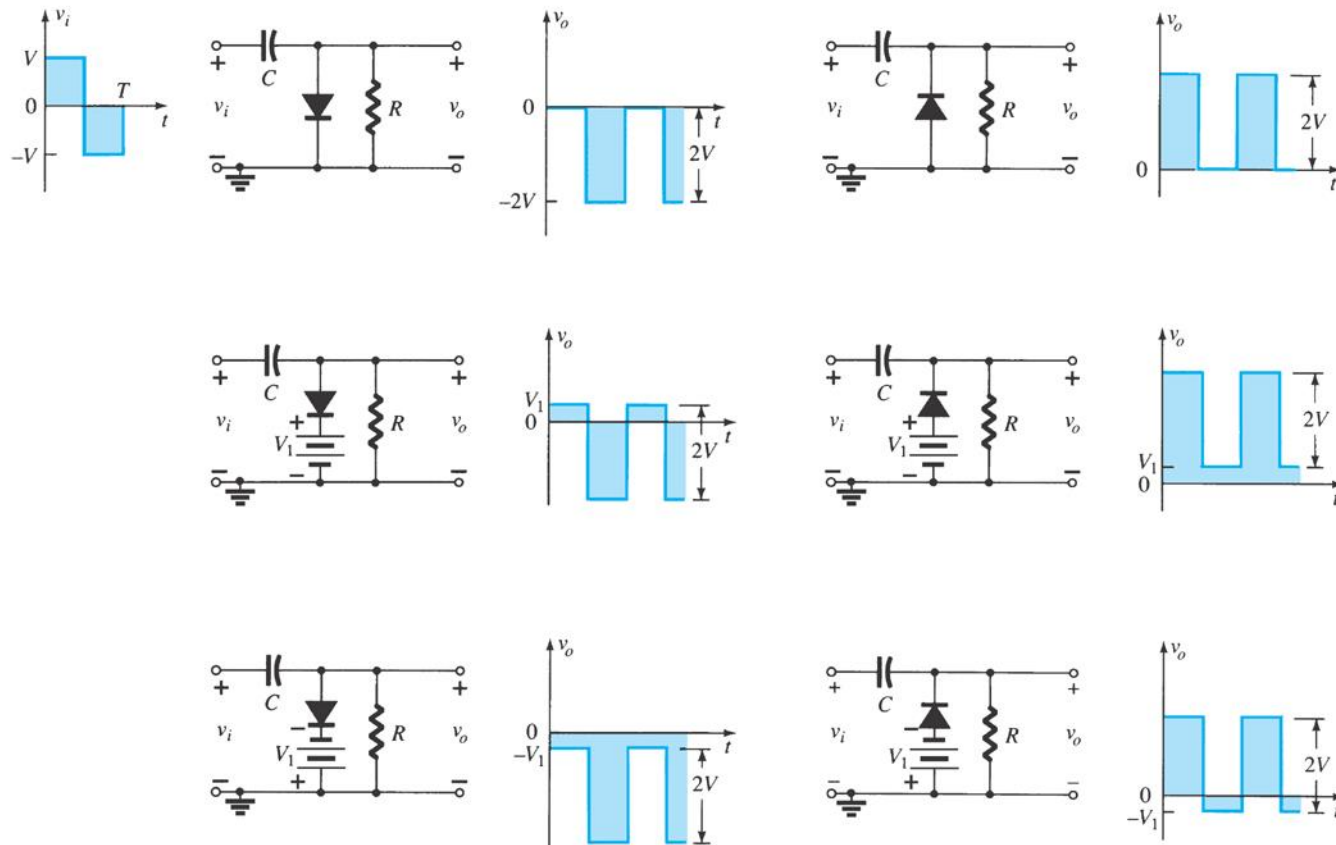 v_i
V
T
0
t
−V
+
C
v_i
R
+
v_o
−
−
v_o
0
t
2V
−2V
+
C
v_i
R
+
v_o
−
−
v_o
2V
0
t
+
C
v_i
+
V_1
−
R
+
v_o
−
−
v_o
V_1
0
t
2V
+
C
v_i
+
V_1
−
R
+
v_o
−
−
v_o
2V
V_1
0
t
+
C
v_i
−
V_1
+
R
+
v_o
−
−
v_o
0
−V_1
t
2V
+
C
v_i
−
V_1
+
R
+
v_o
−
−
v_o
2V
0
−V_1
t